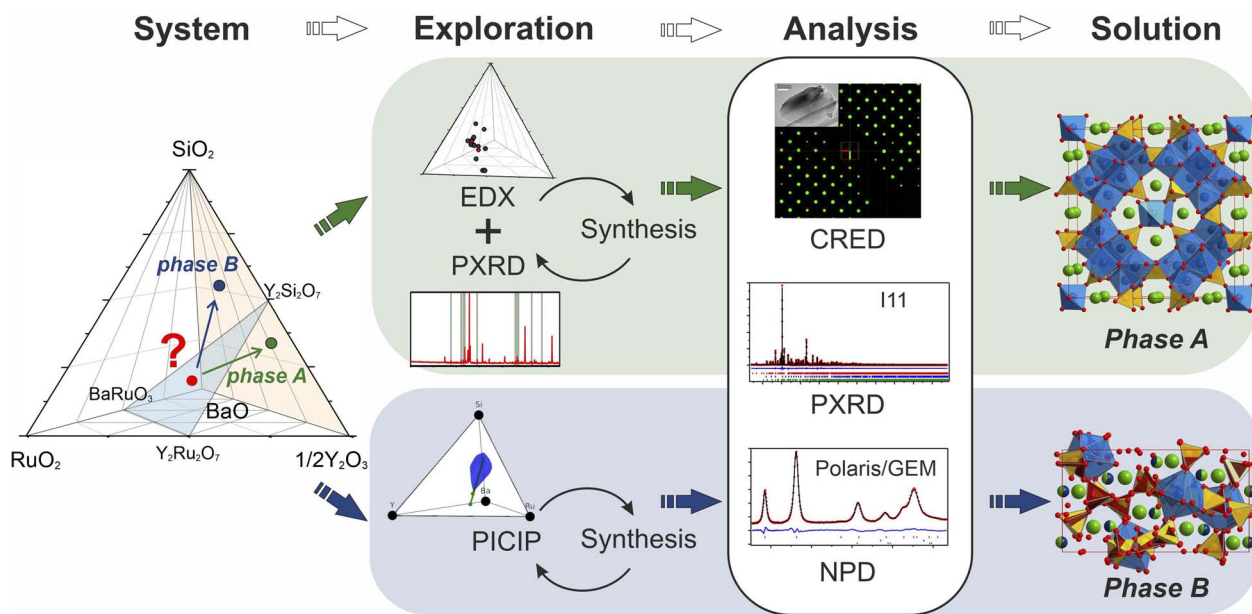 System
Exploration
Analysis
Solution
SiO₂
phase B
Y₂Si₂O₇
?
phase A
BaRuO₃
BaO
Y₂Ru₂O₇
RuO₂
1/2Y₂O₃
EDX
+
PXRD
Synthesis
CRED
I11
PXRD
Phase A
Si
Y
Ba
Ru
PICIP
Synthesis
Polaris/GEM
NPD
Phase B